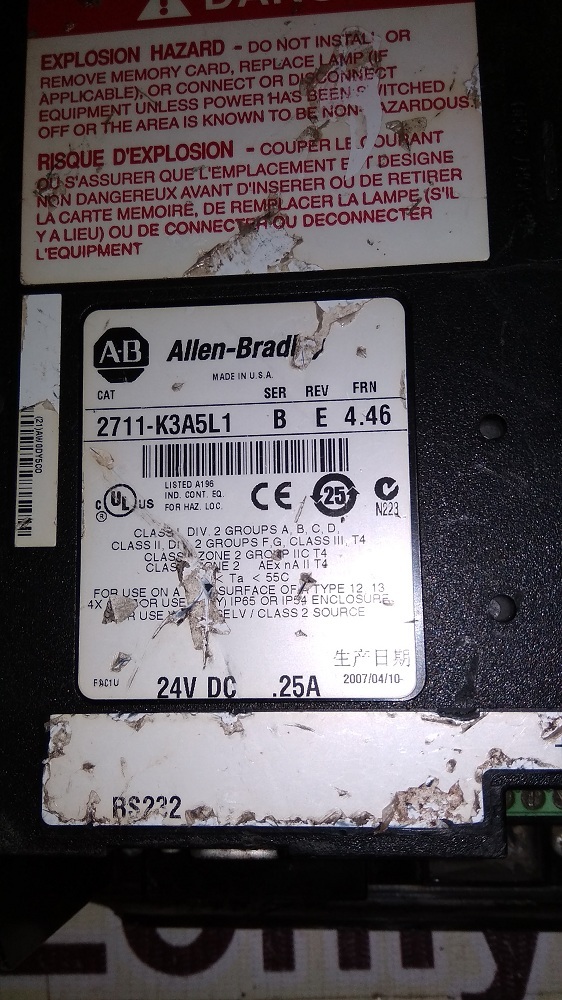 EXPLOSION HAZARD - DO NOT INSTALL OR
REMOVE MEMORY CARD, REPLACE LAMP (IF
APPLICABLE), OR CONNECT OR DISCONNECT
EQUIPMENT UNLESS POWER HAS BEEN SWITCHED
OFF OR THE AREA IS KNOWN TO BE NON-HAZARDOUS.
RISQUE D'EXPLOSION - COUPER LE COURANT
OU S'ASSURER QUE L'EMPLACEMENT EST DESIGNE
NON DANGEREUX AVANT D'INSERER OU DE RETIRER
LA CARTE MEMOIRE, DE REMPLACER LA LAMPE (S'IL
Y A LIEU) OU DE CONNECTER OU DECONNECTER
L'EQUIPMENT
A-B Allen-Bradley
MADE IN U.S.A.
CAT SER REV FRN
2711-K3A5L1 B E 4.46
C UL US
LISTED A196
IND. CONT. EQ.
FOR HAZ. LOC.
CE 25 N223
CLASS I, DIV. 2 GROUPS A, B, C, D,
CLASS II, DIV 2 GROUPS F,G, CLASS III, T4
CLASS ZONE 2 GROUP IIC T4
ZONE 2 AEx nA II T4
< Ta < 55C
FOR USE ON A SURFACE OF A TYPE 12, 13,
4X IP65 OR IP54 ENCLOSURE
SELV / CLASS 2 SOURCE
生产日期
2007/04/10
24V DC .25A
RS232